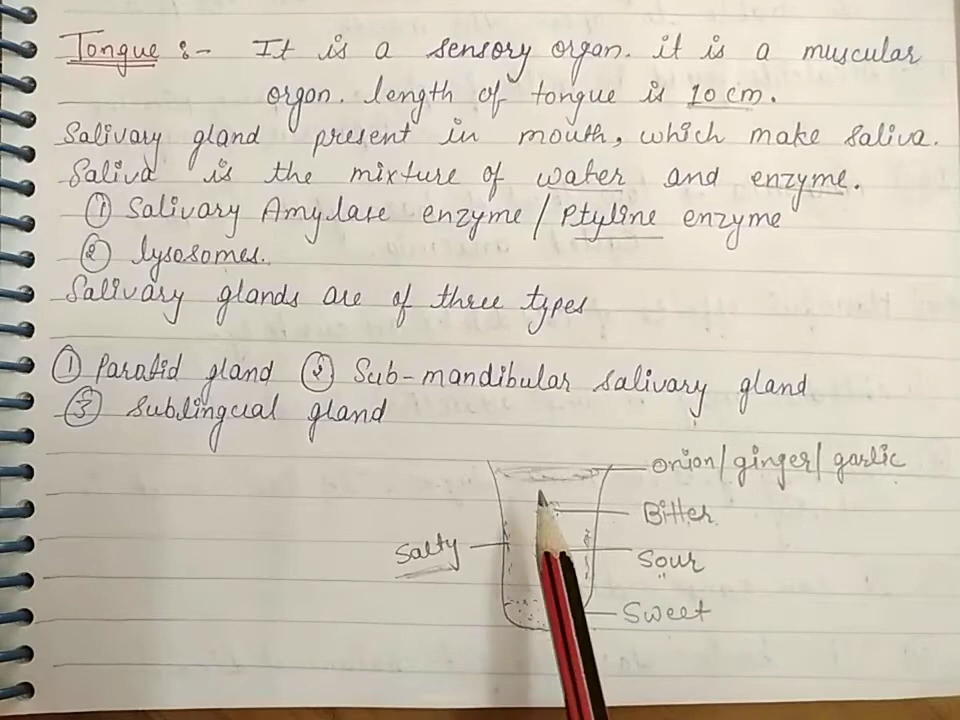 Tongue :- It is a sensory organ. it is a muscular
organ. length of tongue is 10 cm.
Salivary gland present in mouth, which make saliva.
Saliva is the mixture of water and enzyme.
① Salivary Amylase enzyme / Ptyline enzyme
② lysosomes.
Salivary glands are of three types
① Paratid gland ② Sub-mandibular salivary gland
③ Sublingual gland
Onion/ginger/garlic
Bitter
Salty
Sour
Sweet